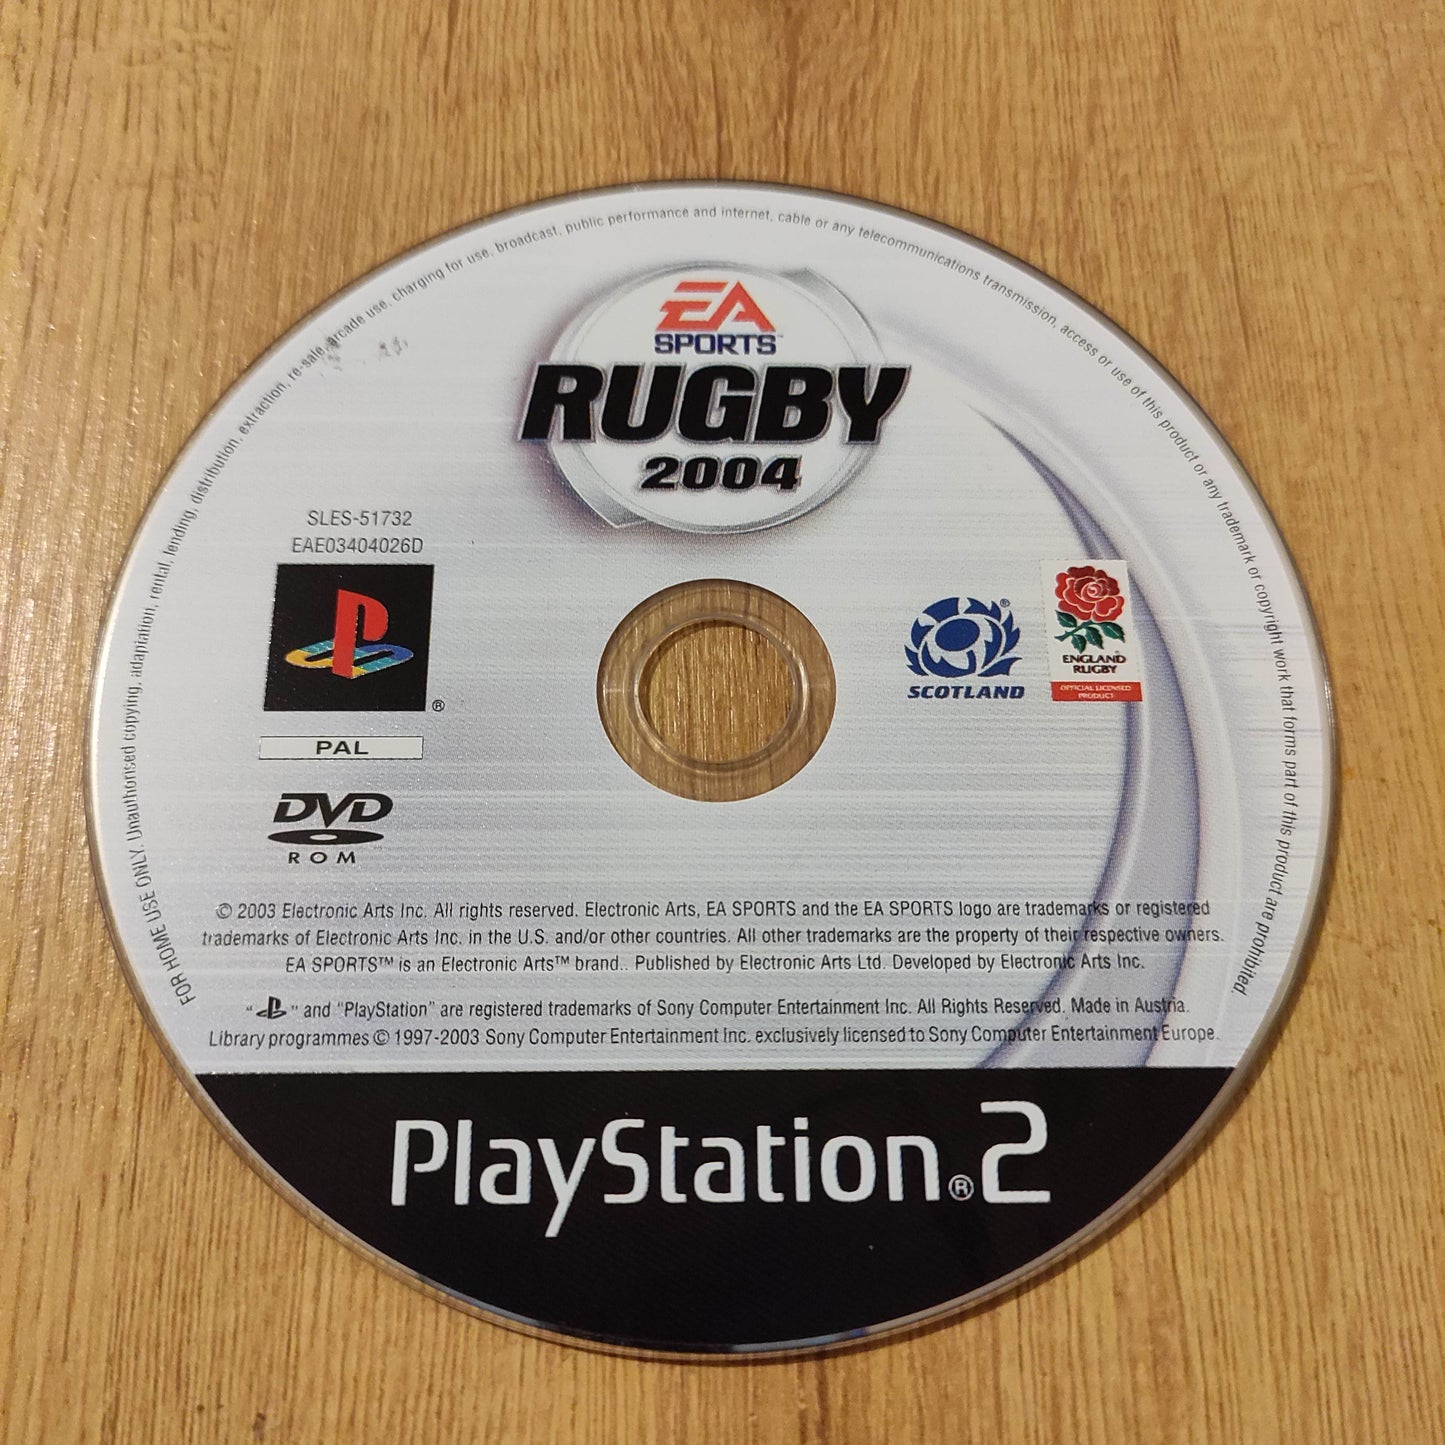 FOR HOME USE ONLY. Unauthorised copying, adaptation, rental, lending, distribution, extraction, re-sale, arcade use, charging for use, broadcast, public performance and internet, cable or any telecommunications transmission, access or use of this product or any trademark or copyright work that forms part of this product are prohibited.
EA
SPORTS™
RUGBY
2004
SLES-51732
EAE03404026D
®
PAL
DVD
ROM
®
SCOTLAND
ENGLAND
RUGBY
OFFICIAL LICENSED
PRODUCT
© 2003 Electronic Arts Inc. All rights reserved. Electronic Arts, EA SPORTS and the EA SPORTS logo are trademarks or registered
trademarks of Electronic Arts Inc. in the U.S. and/or other countries. All other trademarks are the property of their respective owners.
EA SPORTS™ is an Electronic Arts™ brand.. Published by Electronic Arts Ltd. Developed by Electronic Arts Inc.
" " and "PlayStation" are registered trademarks of Sony Computer Entertainment Inc. All Rights Reserved. Made in Austria.
Library programmes © 1997-2003 Sony Computer Entertainment Inc. exclusively licensed to Sony Computer Entertainment Europe.
PlayStation®2